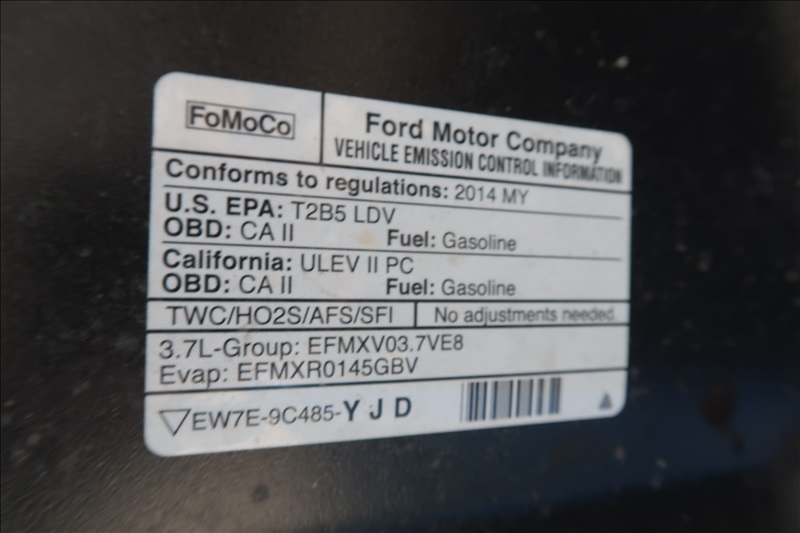 FoMoCo
Ford Motor Company
VEHICLE EMISSION CONTROL INFORMATION
Conforms to regulations: 2014 MY
U.S. EPA: T2B5 LDV
OBD: CA II Fuel: Gasoline
California: ULEV II PC
OBD: CA II Fuel: Gasoline
TWC/HO2S/AFS/SFI No adjustments needed.
3.7L-Group: EFMXV03.7VE8
Evap: EFMXR0145GBV
EW7E-9C485-YJD